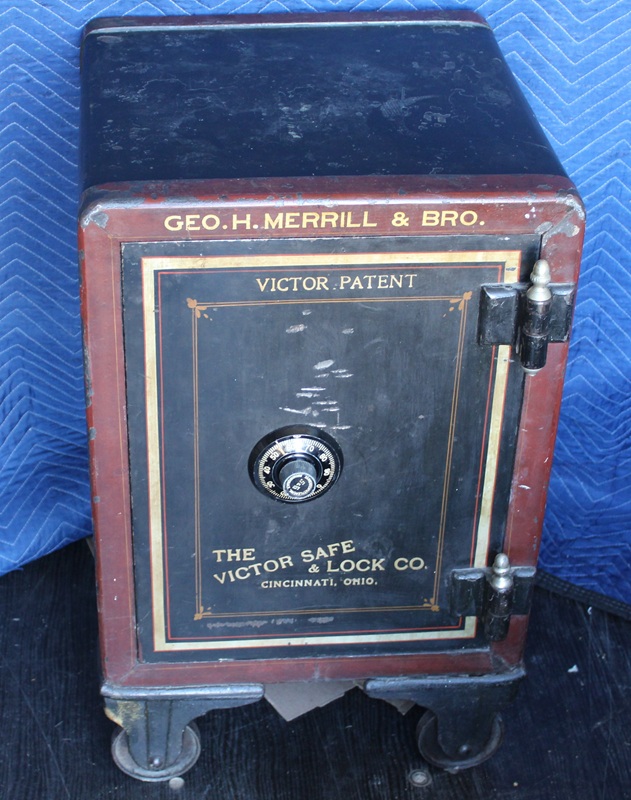 GEO. H. MERRILL & BRO.
VICTOR PATENT
THE
VICTOR SAFE
& LOCK CO.
CINCINNATI, OHIO.
S&G